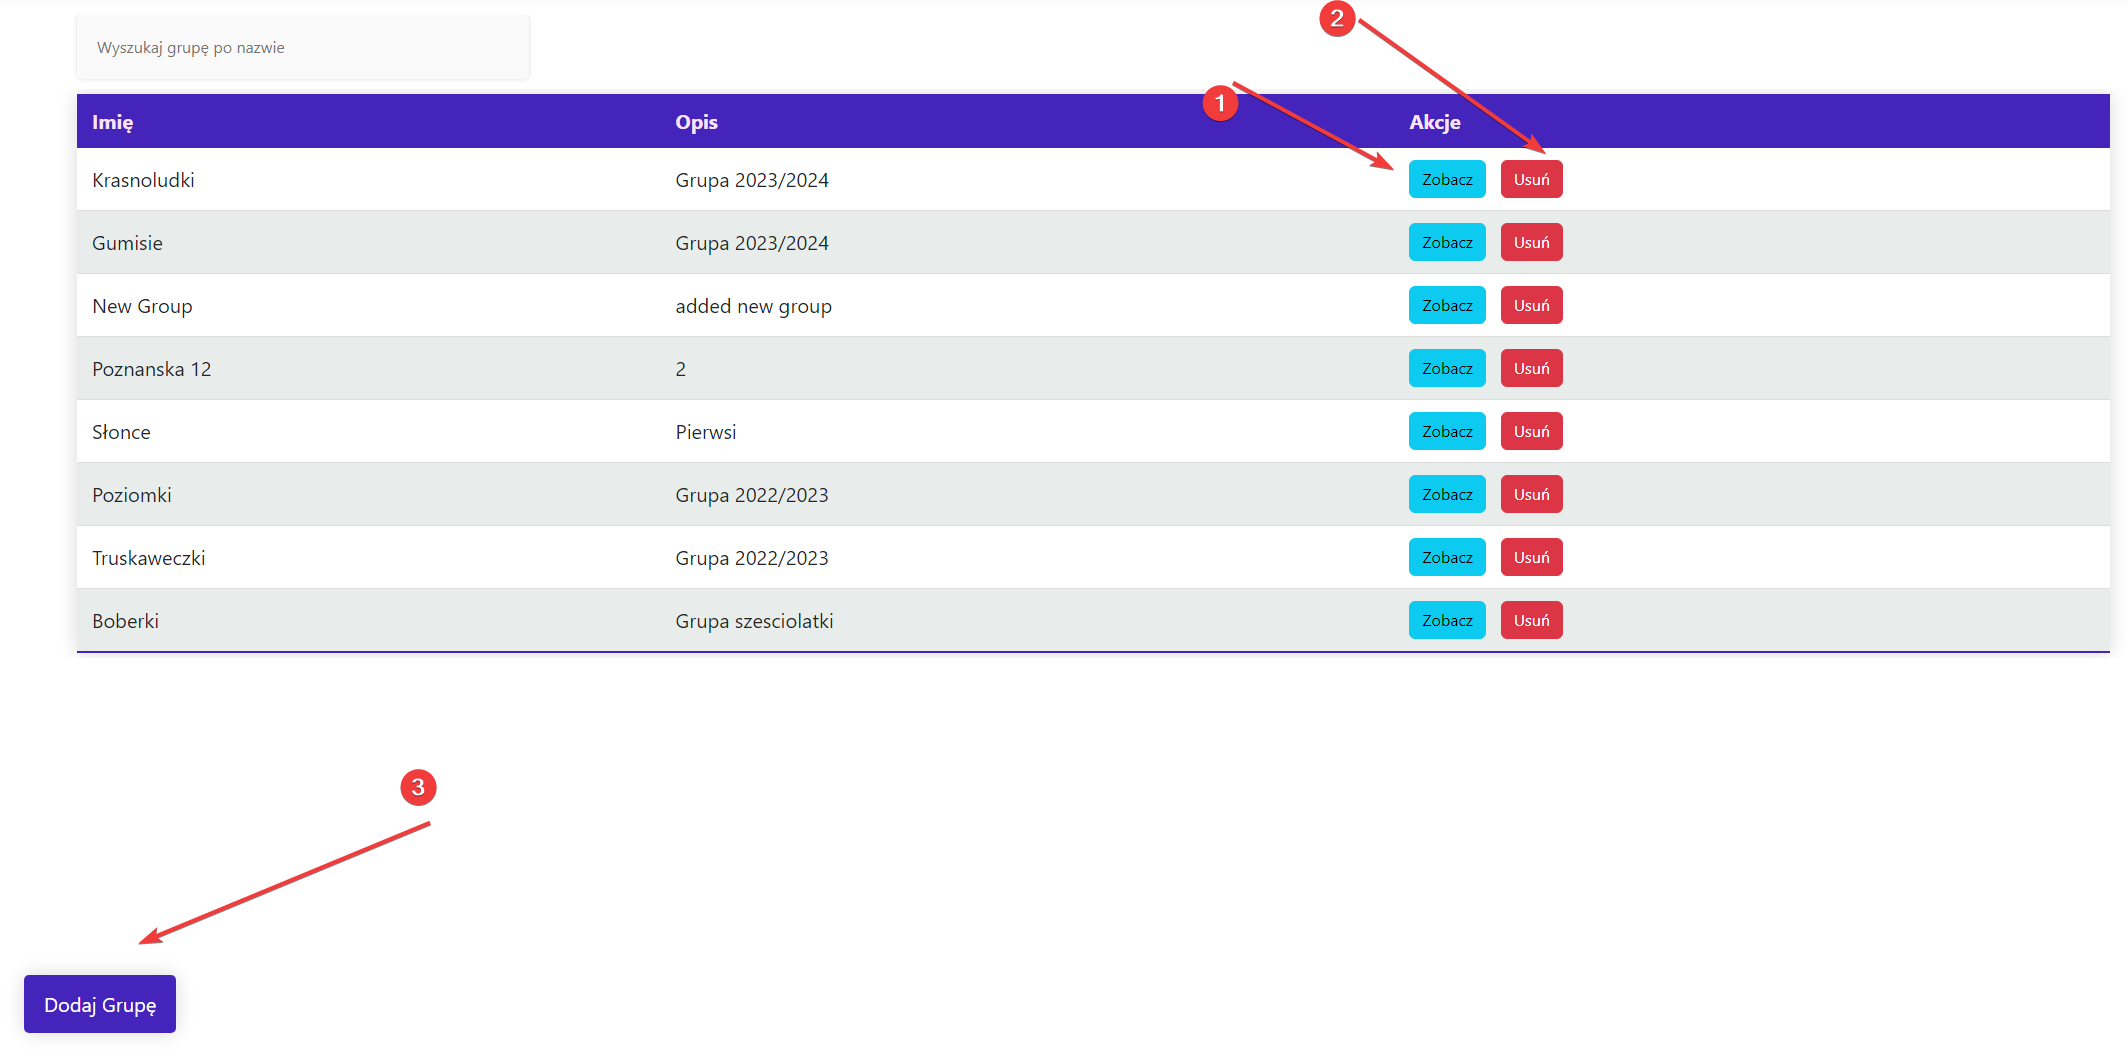 2
Wyszukaj grupę po nazwie
1
Imię Opis Akcje
Krasnoludki Grupa 2023/2024 Zobacz Usuń
Gumisie Grupa 2023/2024 Zobacz Usuń
New Group added new group Zobacz Usuń
Poznanska 12 2 Zobacz Usuń
Słonce Pierwsi Zobacz Usuń
Poziomki Grupa 2022/2023 Zobacz Usuń
Truskaweczki Grupa 2022/2023 Zobacz Usuń
Boberki Grupa szesciolatki Zobacz Usuń
3
Dodaj Grupę